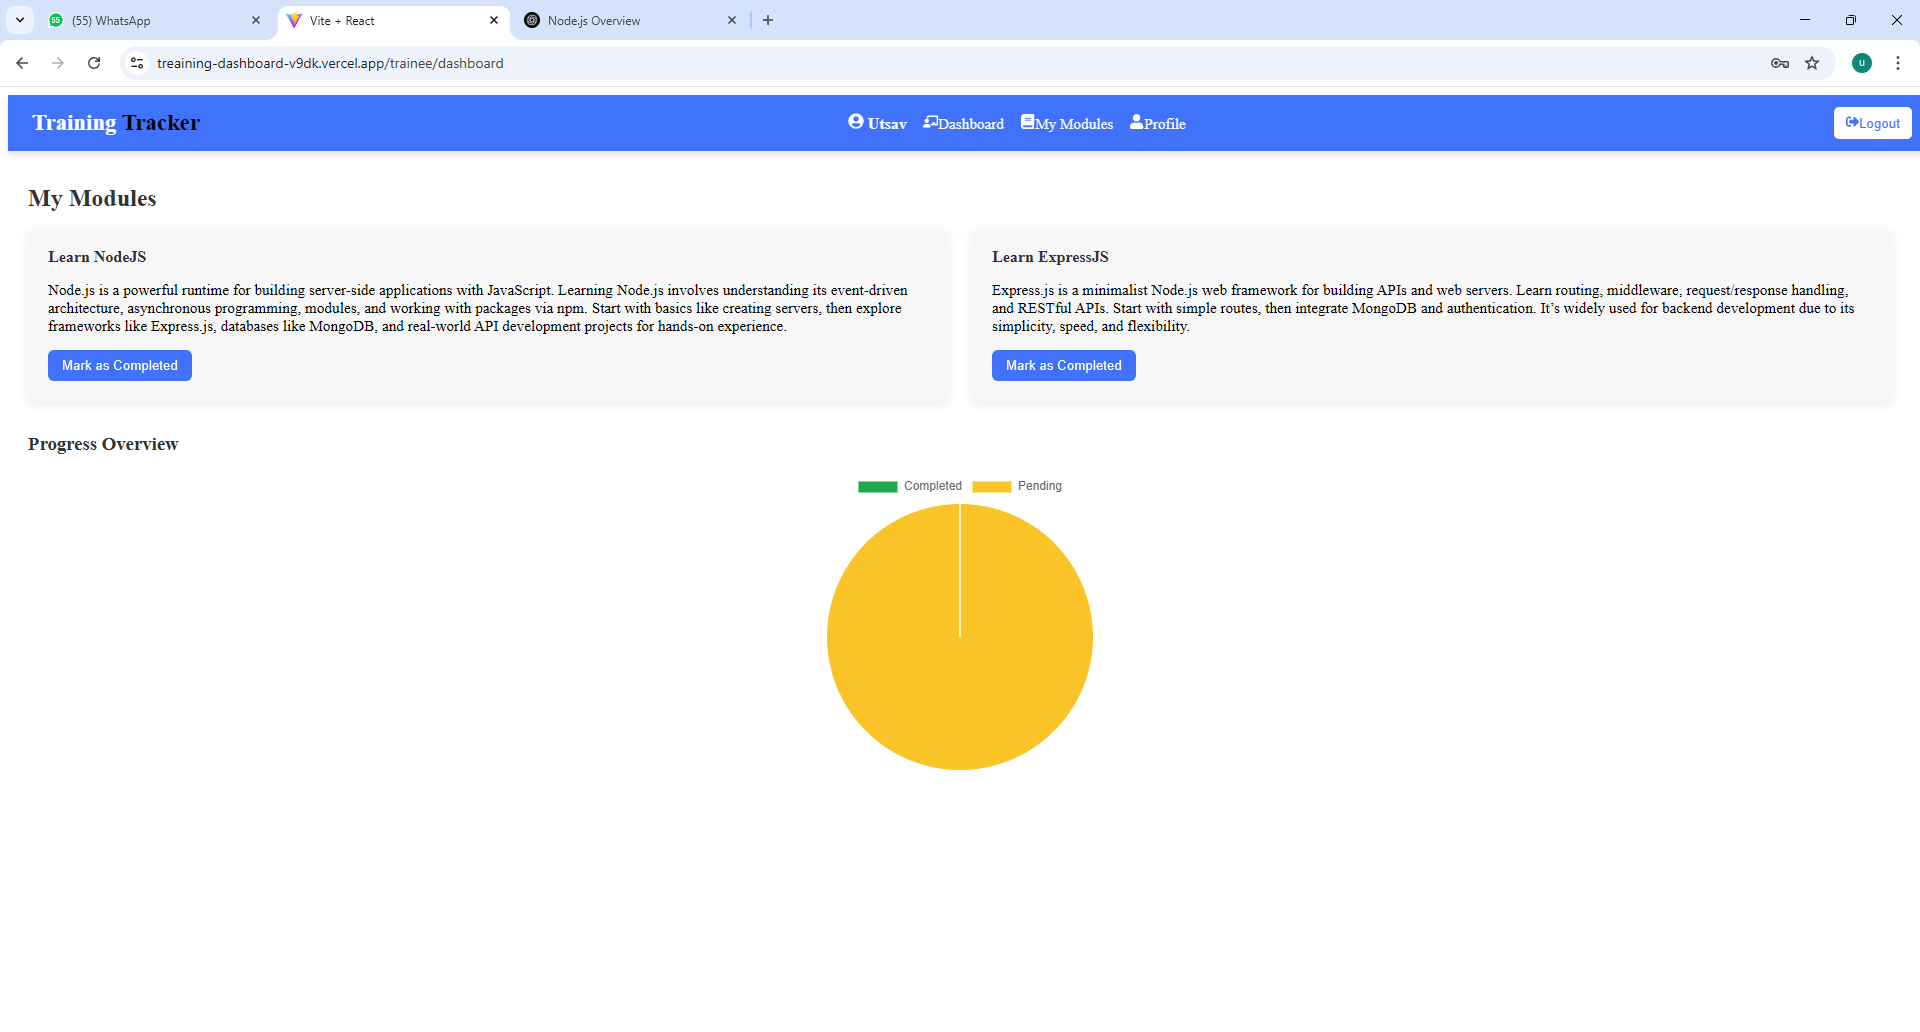 55 (55) WhatsApp
Vite + React
Node.js Overview
treaining-dashboard-v9dk.vercel.app/trainee/dashboard
u
Training Tracker
Utsav
Dashboard
My Modules
Profile
Logout
My Modules
Learn NodeJS
Node.js is a powerful runtime for building server-side applications with JavaScript. Learning Node.js involves understanding its event-driven
architecture, asynchronous programming, modules, and working with packages via npm. Start with basics like creating servers, then explore
frameworks like Express.js, databases like MongoDB, and real-world API development projects for hands-on experience.
Mark as Completed
Learn ExpressJS
Express.js is a minimalist Node.js web framework for building APIs and web servers. Learn routing, middleware, request/response handling,
and RESTful APIs. Start with simple routes, then integrate MongoDB and authentication. It’s widely used for backend development due to its
simplicity, speed, and flexibility.
Mark as Completed
Progress Overview
Completed
Pending